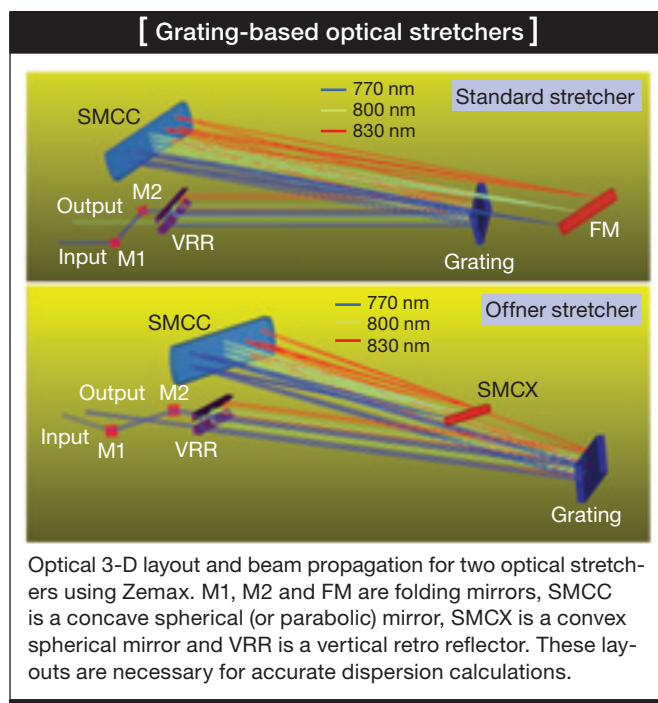 [ Grating-based optical stretchers ]
770 nm
800 nm
830 nm
Standard stretcher
SMCC
M2
Output
VRR
Input
M1
FM
Grating
770 nm
800 nm
830 nm
Offner stretcher
SMCC
SMCX
Output
M2
Input
M1
VRR
Grating
Optical 3-D layout and beam propagation for two optical stretch-
ers using Zemax. M1, M2 and FM are folding mirrors, SMCC
is a concave spherical (or parabolic) mirror, SMCX is a convex
spherical mirror and VRR is a vertical retro reflector. These lay-
outs are necessary for accurate dispersion calculations.